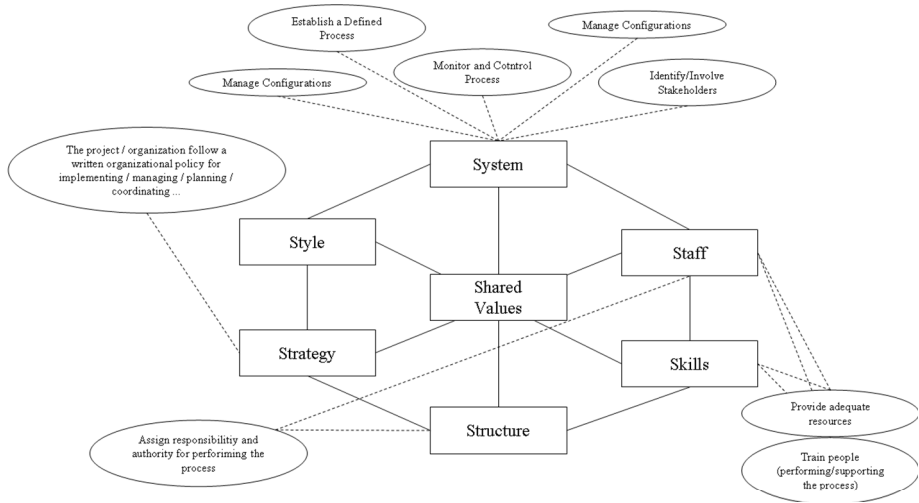 Establish a Defined
Process
Manage Configurations
Monitor and Cotntrol
Process
Manage Configurations
Identify/Involve
Stakeholders
The project / organization follow a
written organizational policy for
implementing / managing / planning /
coordinating ...
System
Style
Staff
Shared
Values
Strategy
Skills
Structure
Assign responsibilitiy and
authority for perforiming the
process
Provide adequate
resources
Train people
(performing/supporting
the process)